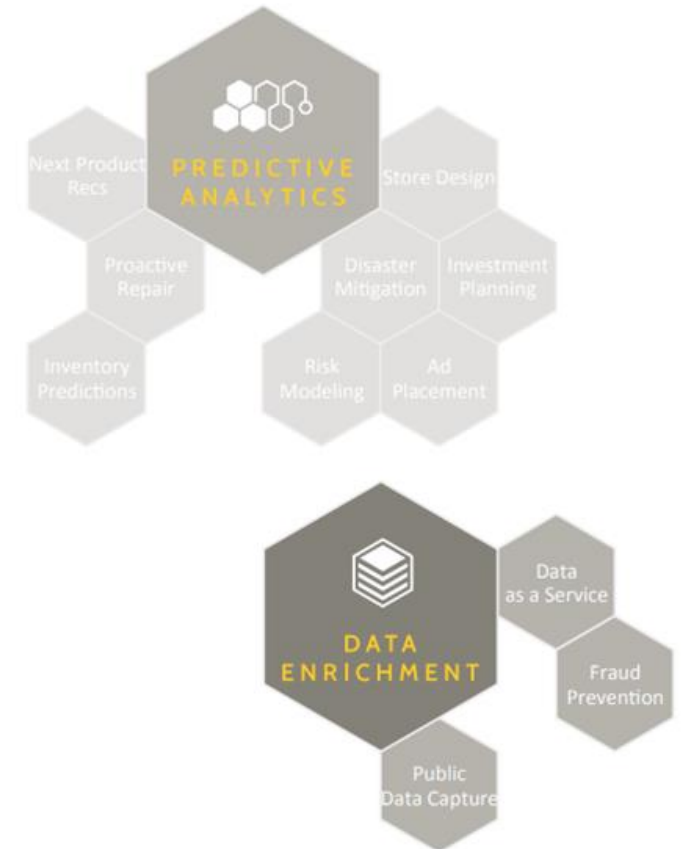 PREDICTIVE
ANALYTICS
Next Product
Recs
Store Design
Proactive
Repair
Disaster
Mitigation
Investment
Planning
Inventory
Predictions
Risk
Modeling
Ad
Placement
DATA
ENRICHMENT
Data
as a Service
Fraud
Prevention
Public
Data Capture